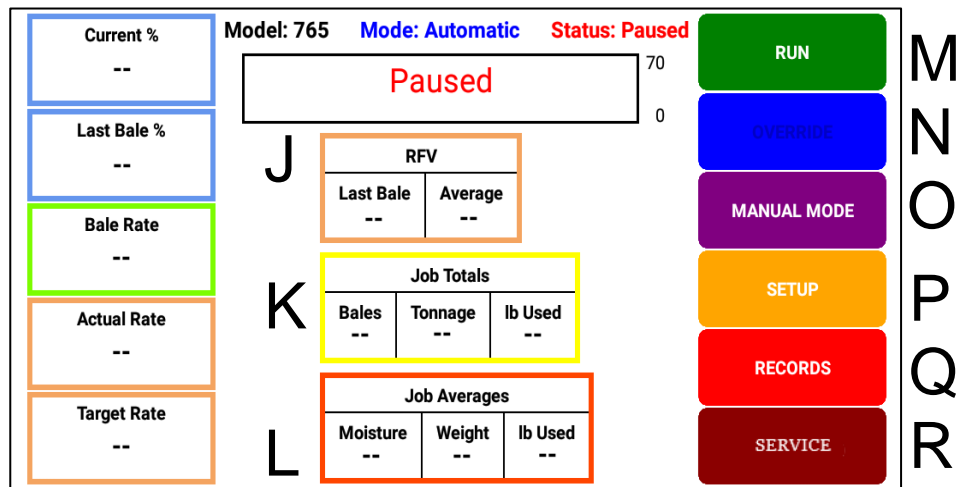 Model: 765 Mode: Automatic Status: Paused
Paused
70
0
Current %
--
Last Bale %
--
Bale Rate
--
Actual Rate
--
Target Rate
--
J
RFV
Last Bale Average
-- --
K
Job Totals
Bales Tonnage lb Used
-- -- --
L
Job Averages
Moisture Weight lb Used
-- -- --
RUN M
OVERRIDE N
MANUAL MODE O
SETUP P
RECORDS Q
SERVICE R